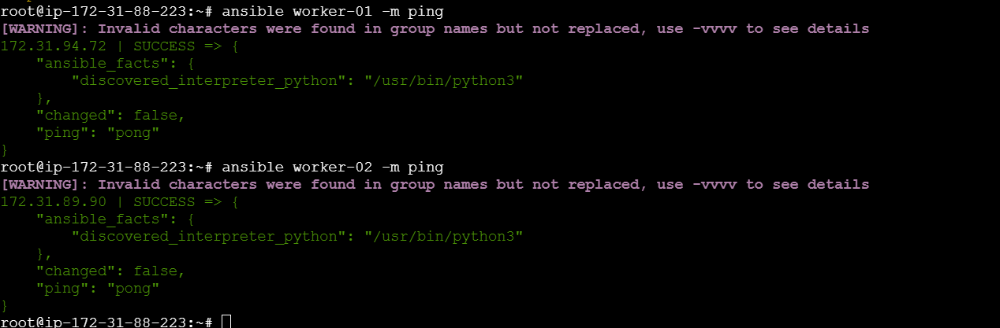 root@ip-172-31-88-223:~# ansible worker-01 -m ping
[WARNING]: Invalid characters were found in group names but not replaced, use -vvvv to see details
172.31.94.72 | SUCCESS => {
    "ansible_facts": {
        "discovered_interpreter_python": "/usr/bin/python3"
    },
    "changed": false,
    "ping": "pong"
}
root@ip-172-31-88-223:~# ansible worker-02 -m ping
[WARNING]: Invalid characters were found in group names but not replaced, use -vvvv to see details
172.31.89.90 | SUCCESS => {
    "ansible_facts": {
        "discovered_interpreter_python": "/usr/bin/python3"
    },
    "changed": false,
    "ping": "pong"
}
root@ip-172-31-88-223:~#